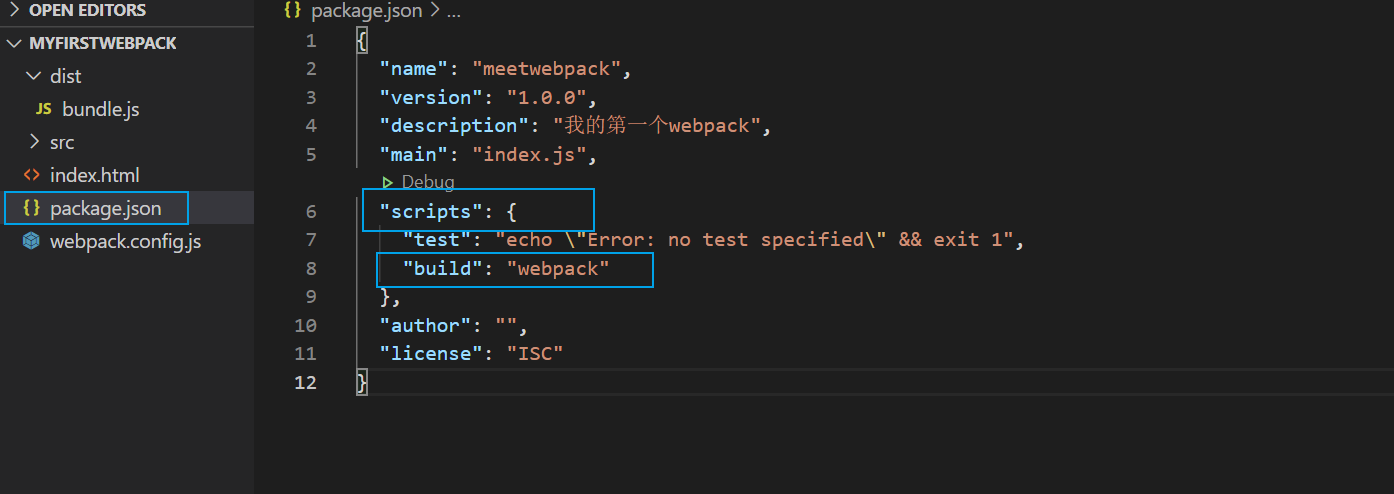 OPEN EDITORS
MYFIRSTWEBPACK
dist
JS bundle.js
src
<> index.html
{} package.json
webpack.config.js
{} package.json > ...
1 {
2 "name": "meetwebpack",
3 "version": "1.0.0",
4 "description": "我的第一个webpack",
5 "main": "index.js",
Debug
6 "scripts": {
7 "test": "echo \"Error: no test specified\" && exit 1",
8 "build": "webpack"
9 },
10 "author": "",
11 "license": "ISC"
12 }